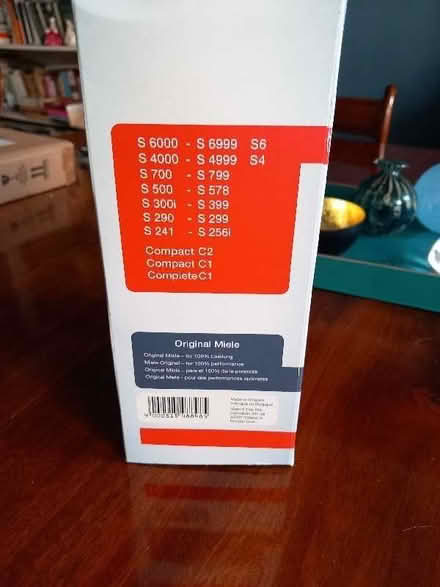 S 6000 - S 6999 S6
S 4000 - S 4999 S4
S 700 - S 799
S 500 - S 578
S 300i - S 399
S 290 - S 299
S 241 - S 256i
Compact C2
Compact C1
Complete C1
Original Miele
Original Miele - für 100% Leistung
Miele Original - for 100% performance
Original Miele - para el 100% de la potencia
Original Miele - pour des performances optimales